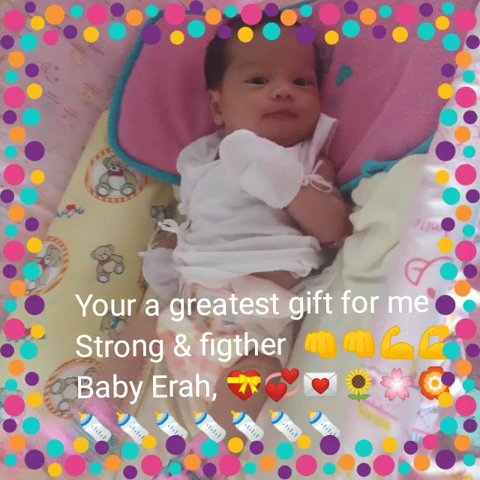 Your a greatest gift for me
Strong & figther 👊👊💪💪
Baby Erah, 💝💞💌🌻🌸🏵️
🍼🍼🍼🍼🍼🍼🍼